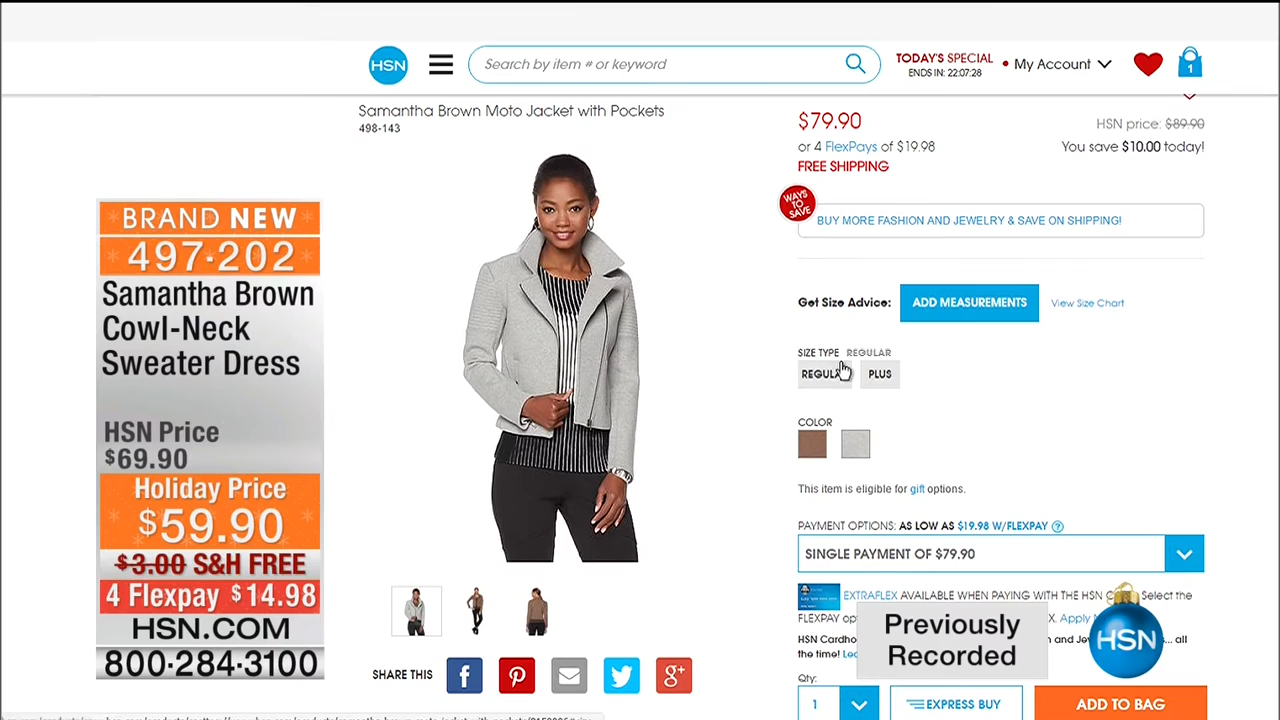 HSN
Search by item # or keyword
TODAY'S SPECIAL
ENDS IN: 22:07:28
My Account
1
Samantha Brown Moto Jacket with Pockets
498-143
$79.90
HSN price: $89.90
or 4 FlexPays of $19.98
You save $10.00 today!
FREE SHIPPING
WAYS
TO
SAVE
BUY MORE FASHION AND JEWELRY & SAVE ON SHIPPING!
BRAND NEW
497·202
Samantha Brown
Cowl-Neck
Sweater Dress
HSN Price
$69.90
Holiday Price
$59.90
$3.00 S&H FREE
4 Flexpay $14.98
HSN.COM
800·284·3100
Get Size Advice:
ADD MEASUREMENTS
View Size Chart
SIZE TYPE REGULAR
REGULAR
PLUS
COLOR
This item is eligible for gift options.
PAYMENT OPTIONS: AS LOW AS $19.98 W/FLEXPAY ?
SINGLE PAYMENT OF $79.90
EXTRAFLEX AVAILABLE WHEN PAYING WITH THE HSN Select the
FLEXPAY Apply
HSN all
the time!
Previously
Recorded
HSN
SHARE THIS
Qty:
1
EXPRESS BUY
ADD TO BAG